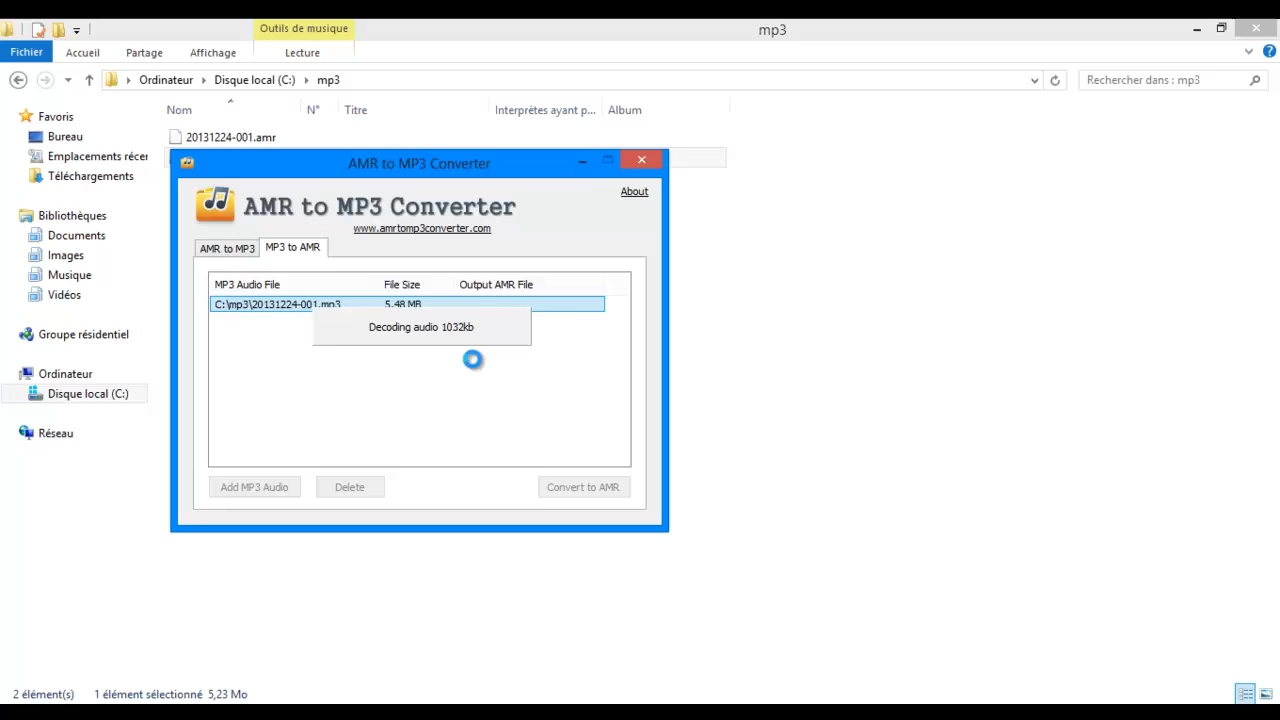 Outils de musique
mp3
Fichier
Accueil
Partage
Affichage
Lecture
Ordinateur
Disque local (C:)
mp3
Rechercher dans : mp3
Nom
N°
Titre
Interprètes ayant p...
Album
Favoris
Bureau
Emplacements récer
Téléchargements
Bibliothèques
Documents
Images
Musique
Vidéos
Groupe résidentiel
Ordinateur
Disque local (C:)
Réseau
20131224-001.amr
AMR to MP3 Converter
About
AMR to MP3 Converter
www.amrtomp3converter.com
AMR to MP3
MP3 to AMR
MP3 Audio File
File Size
Output AMR File
C:\mp3\20131224-001.mp3
5.48 MB
Decoding audio 1032kb
Add MP3 Audio
Delete
Convert to AMR
2 élément(s)
1 élément sélectionné 5,23 Mo